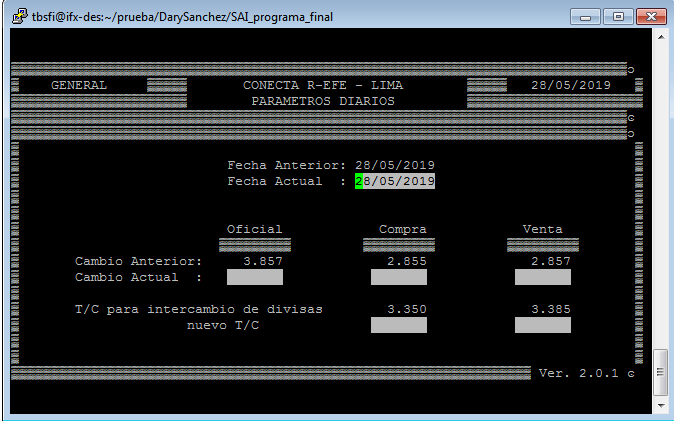 tbsfi@ifx-des:~/prueba/DarySanchez/SAI_programa_final
GENERAL CONECTA R-EFE - LIMA 28/05/2019
PARAMETROS DIARIOS
Fecha Anterior: 28/05/2019
Fecha Actual : 28/05/2019
Oficial Compra Venta
Cambio Anterior: 3.857 2.855 2.857
Cambio Actual :
T/C para intercambio de divisas 3.350 3.385
nuevo T/C
Ver. 2.0.1